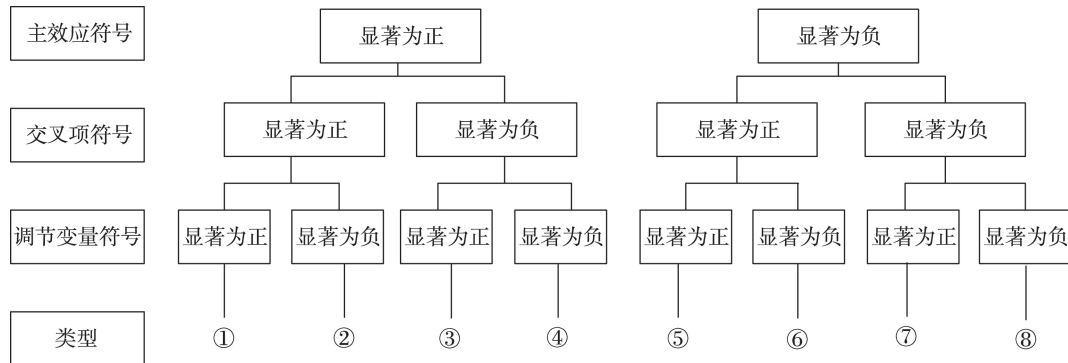 主效应符号
显著为正
显著为负
交叉项符号
显著为正
显著为负
显著为正
显著为负
调节变量符号
显著为正
显著为负
显著为正
显著为负
显著为正
显著为负
显著为正
显著为负
类型
①
②
③
④
⑤
⑥
⑦
⑧